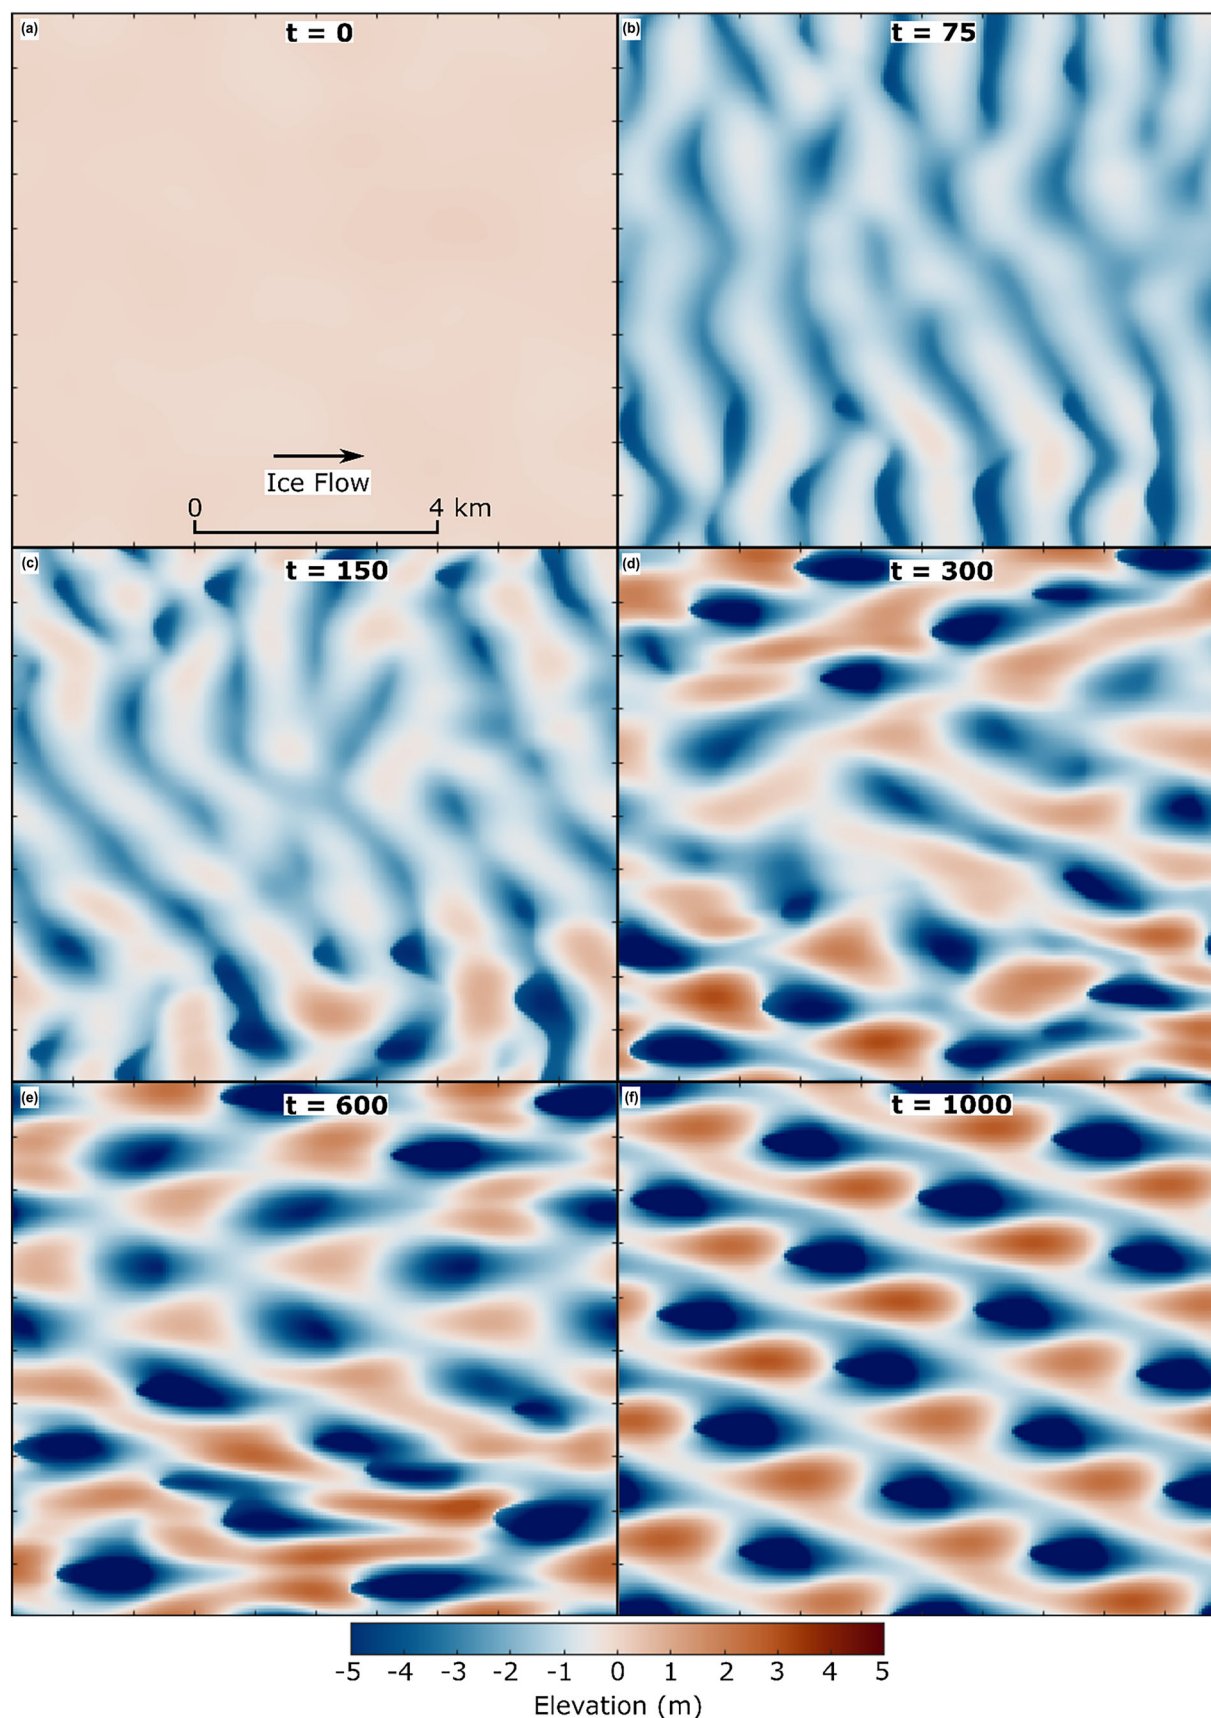 (a)
t = 0
(b)
t = 75
Ice Flow
0 4 km
(c)
t = 150
(d)
t = 300
(e)
t = 600
(f)
t = 1000
-5 -4 -3 -2 -1 0 1 2 3 4 5
Elevation (m)